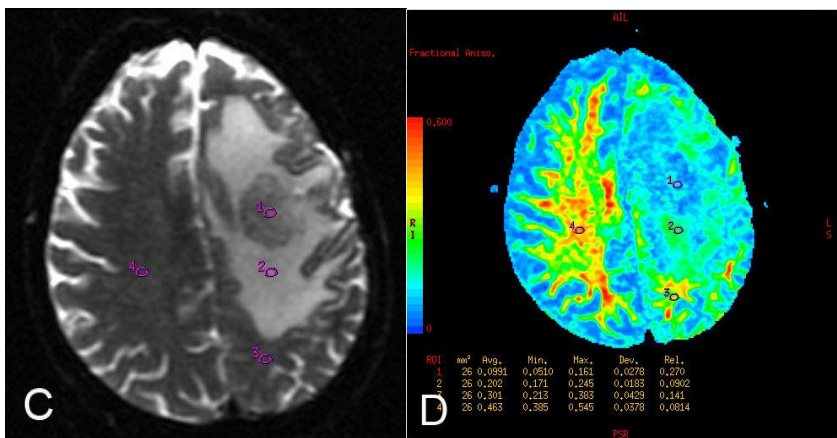 C
1
2
3
4
AIL
Fractional Aniso.
0.600
R
I
L
S
0
1
2
3
4
ROI mm² Avg. Min. Max. Dev. Rel.
1 26 0.0991 0.0510 0.161 0.0278 0.270
2 26 0.202 0.171 0.245 0.0183 0.0902
3 26 0.301 0.213 0.383 0.0429 0.141
4 26 0.463 0.385 0.545 0.0378 0.0814
D
PSR